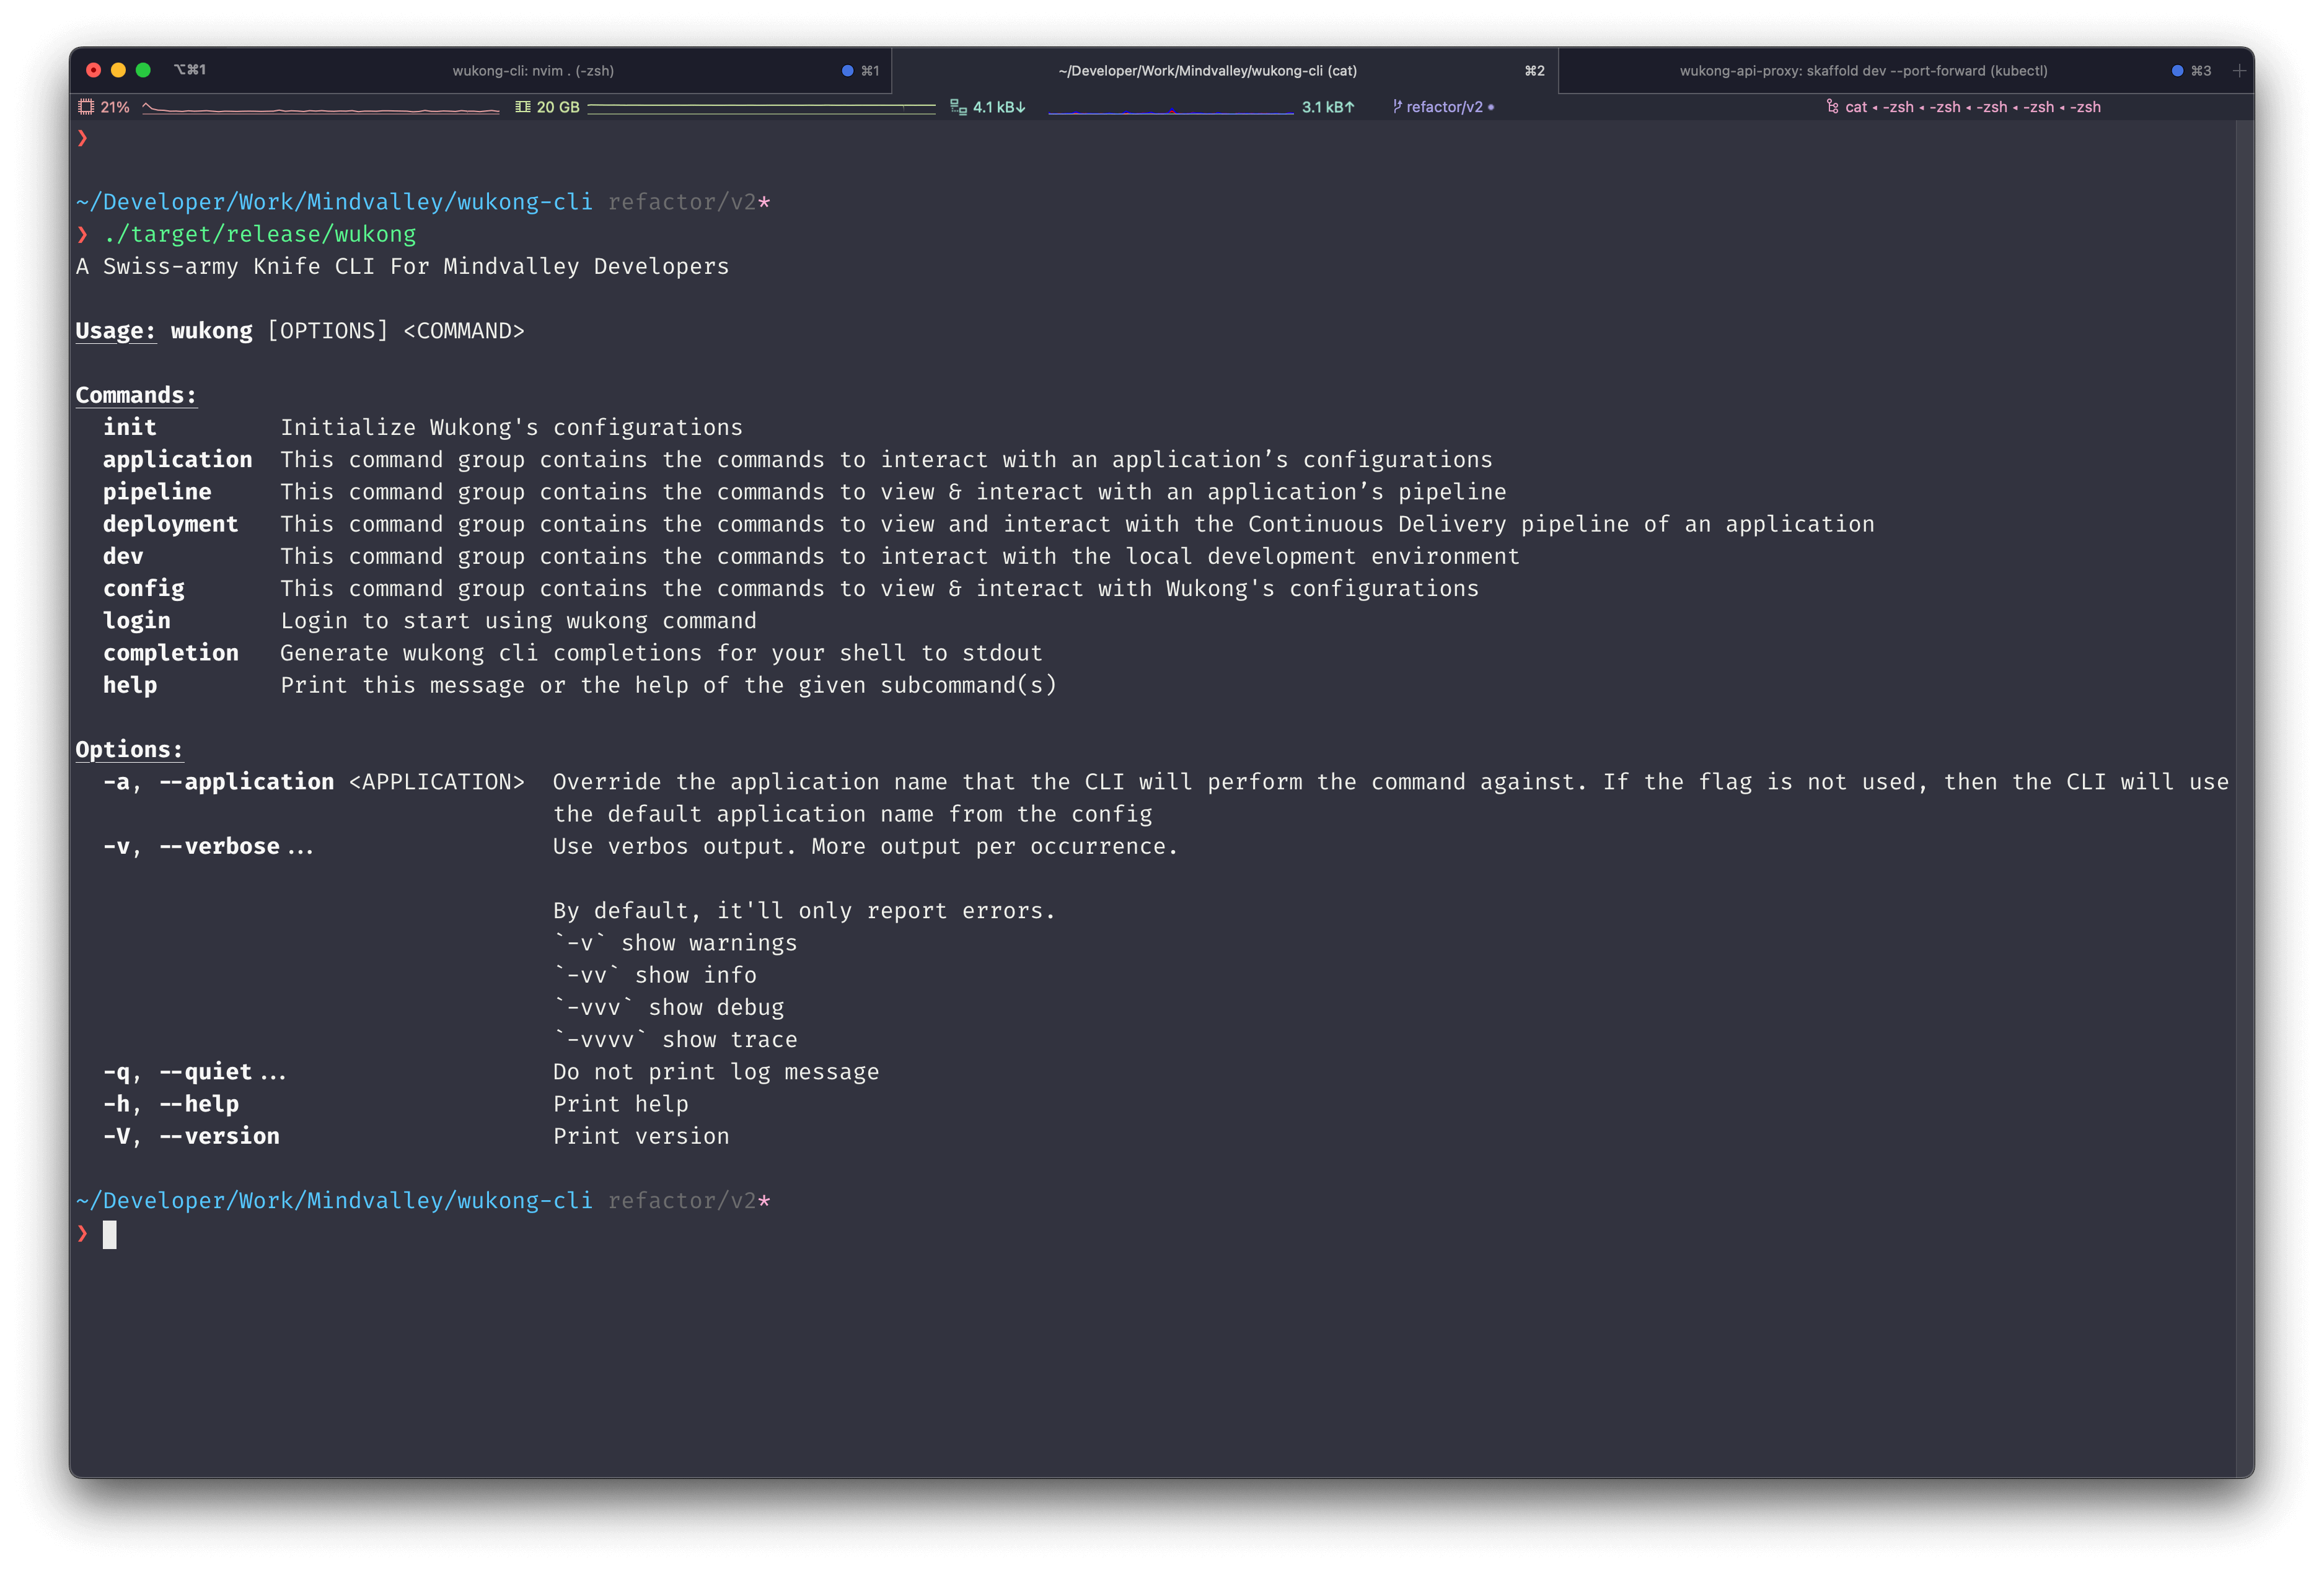 ⌥⌘1 wukong-cli: nvim . (-zsh) ⌘1 ~/Developer/Work/Mindvalley/wukong-cli (cat) ⌘2 wukong-api-proxy: skaffold dev --port-forward (kubectl) ⌘3 +
21% 20 GB 4.1 kB↓ 3.1 kB↑ refactor/v2 • cat ◂ -zsh ◂ -zsh ◂ -zsh ◂ -zsh ◂ -zsh
❯
~/Developer/Work/Mindvalley/wukong-cli refactor/v2*
❯ ./target/release/wukong
A Swiss-army Knife CLI For Mindvalley Developers
Usage: wukong [OPTIONS] <COMMAND>
Commands:
init Initialize Wukong's configurations
application This command group contains the commands to interact with an application’s configurations
pipeline This command group contains the commands to view & interact with an application’s pipeline
deployment This command group contains the commands to view and interact with the Continuous Delivery pipeline of an application
dev This command group contains the commands to interact with the local development environment
config This command group contains the commands to view & interact with Wukong's configurations
login Login to start using wukong command
completion Generate wukong cli completions for your shell to stdout
help Print this message or the help of the given subcommand(s)
Options:
-a, --application <APPLICATION> Override the application name that the CLI will perform the command against. If the flag is not used, then the CLI will use
the default application name from the config
-v, --verbose... Use verbos output. More output per occurrence.
By default, it'll only report errors.
`-v` show warnings
`-vv` show info
`-vvv` show debug
`-vvvv` show trace
-q, --quiet... Do not print log message
-h, --help Print help
-V, --version Print version
~/Developer/Work/Mindvalley/wukong-cli refactor/v2*
❯